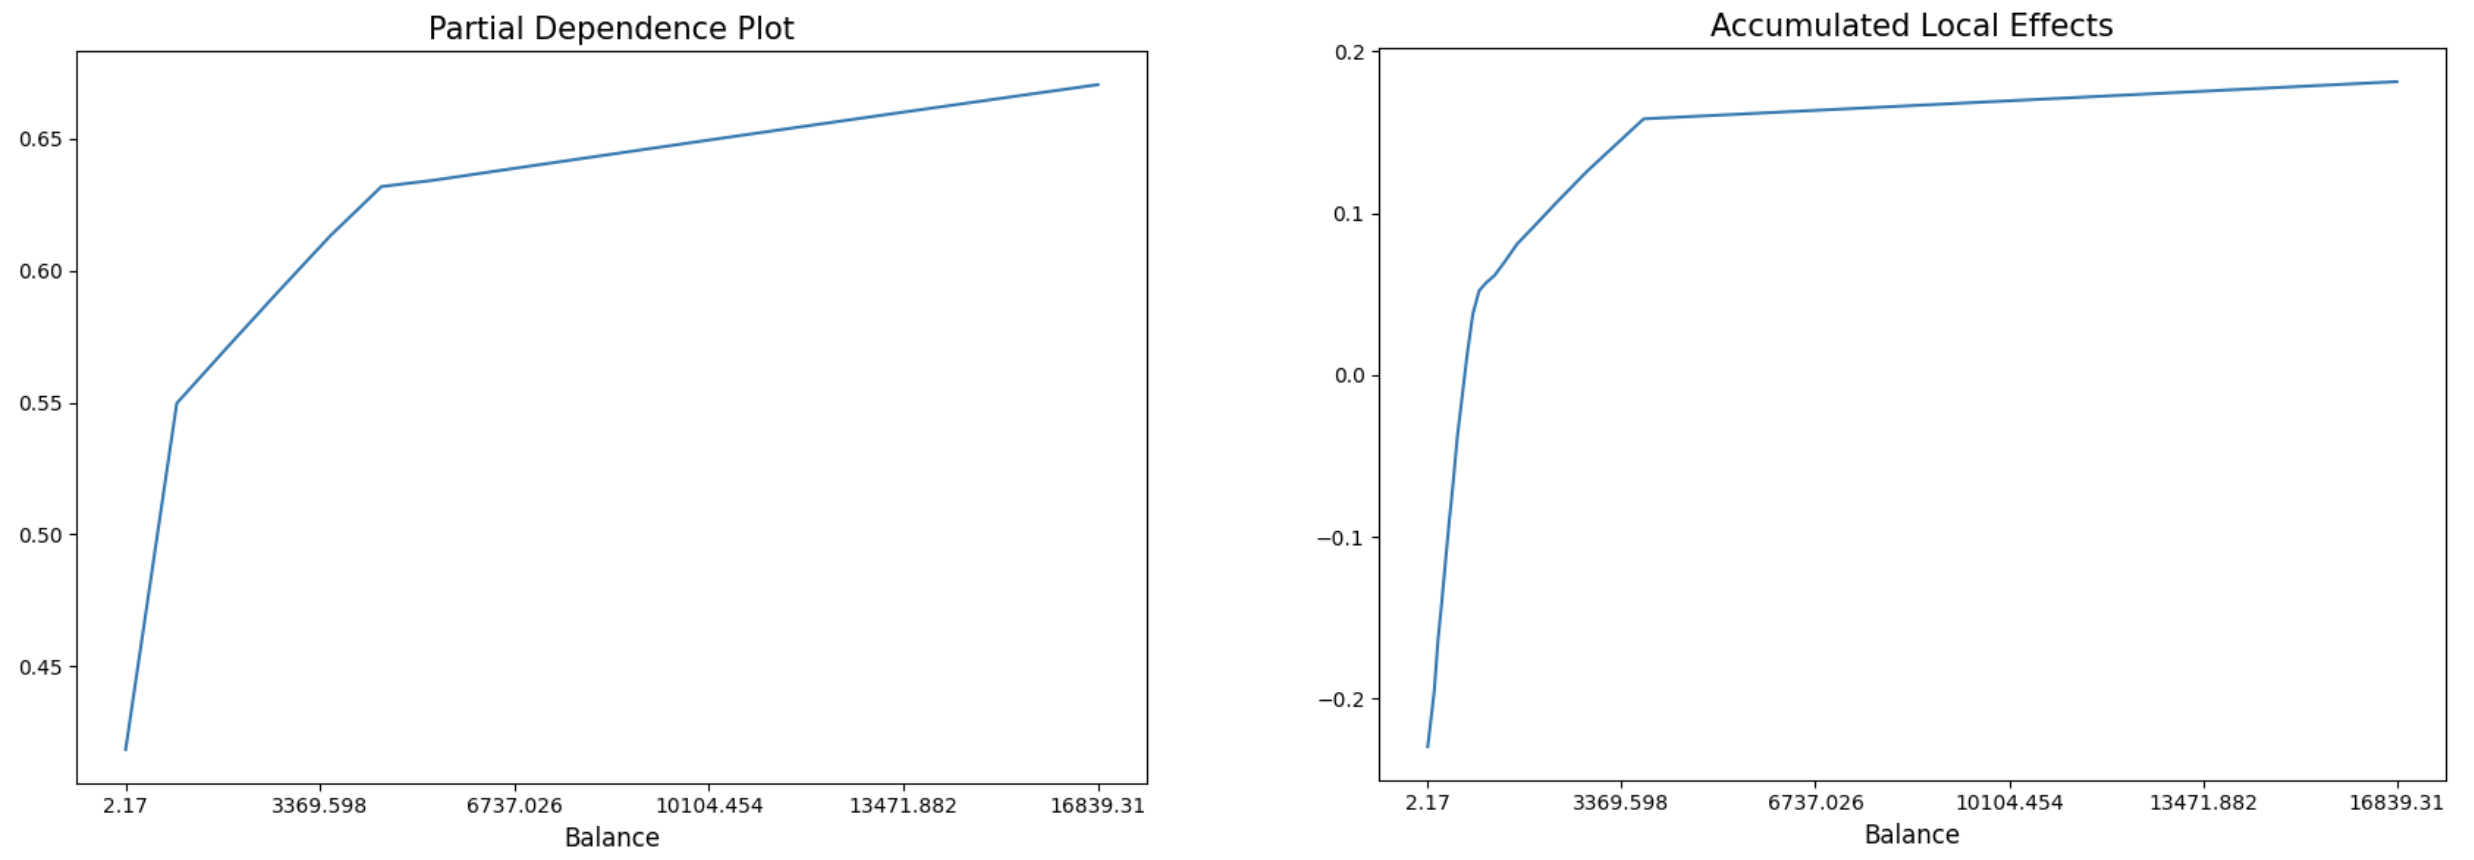 Partial Dependence Plot
0.65
0.60
0.55
0.50
0.45
2.17 3369.598 6737.026 10104.454 13471.882 16839.31
Balance
Accumulated Local Effects
0.2
0.1
0.0
−0.1
−0.2
2.17 3369.598 6737.026 10104.454 13471.882 16839.31
Balance